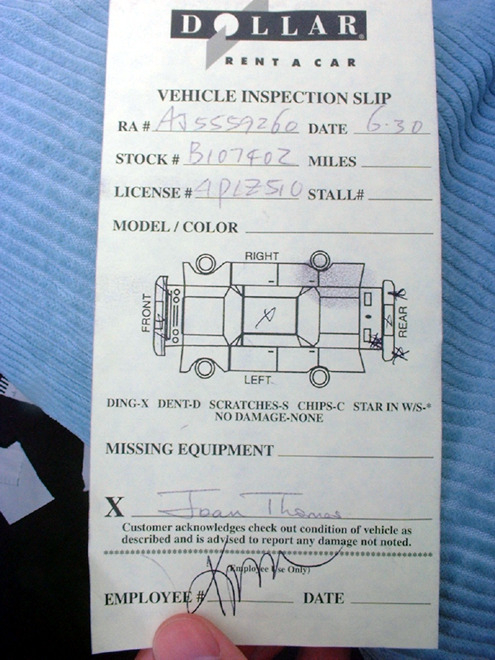 DOLLAR®
RENT A CAR
VEHICLE INSPECTION SLIP
RA # AJ5559260 DATE 6-30
STOCK # B107402 MILES
LICENSE # 4PLZ510 STALL#
MODEL / COLOR
RIGHT
FRONT
REAR
LEFT
DING-X DENT-D SCRATCHES-S CHIPS-C STAR IN W/S-*
NO DAMAGE-NONE
MISSING EQUIPMENT
X Joan Thomas
Customer acknowledges check out condition of vehicle as
described and is advised to report any damage not noted.
(Employee Use Only)
EMPLOYEE # DATE